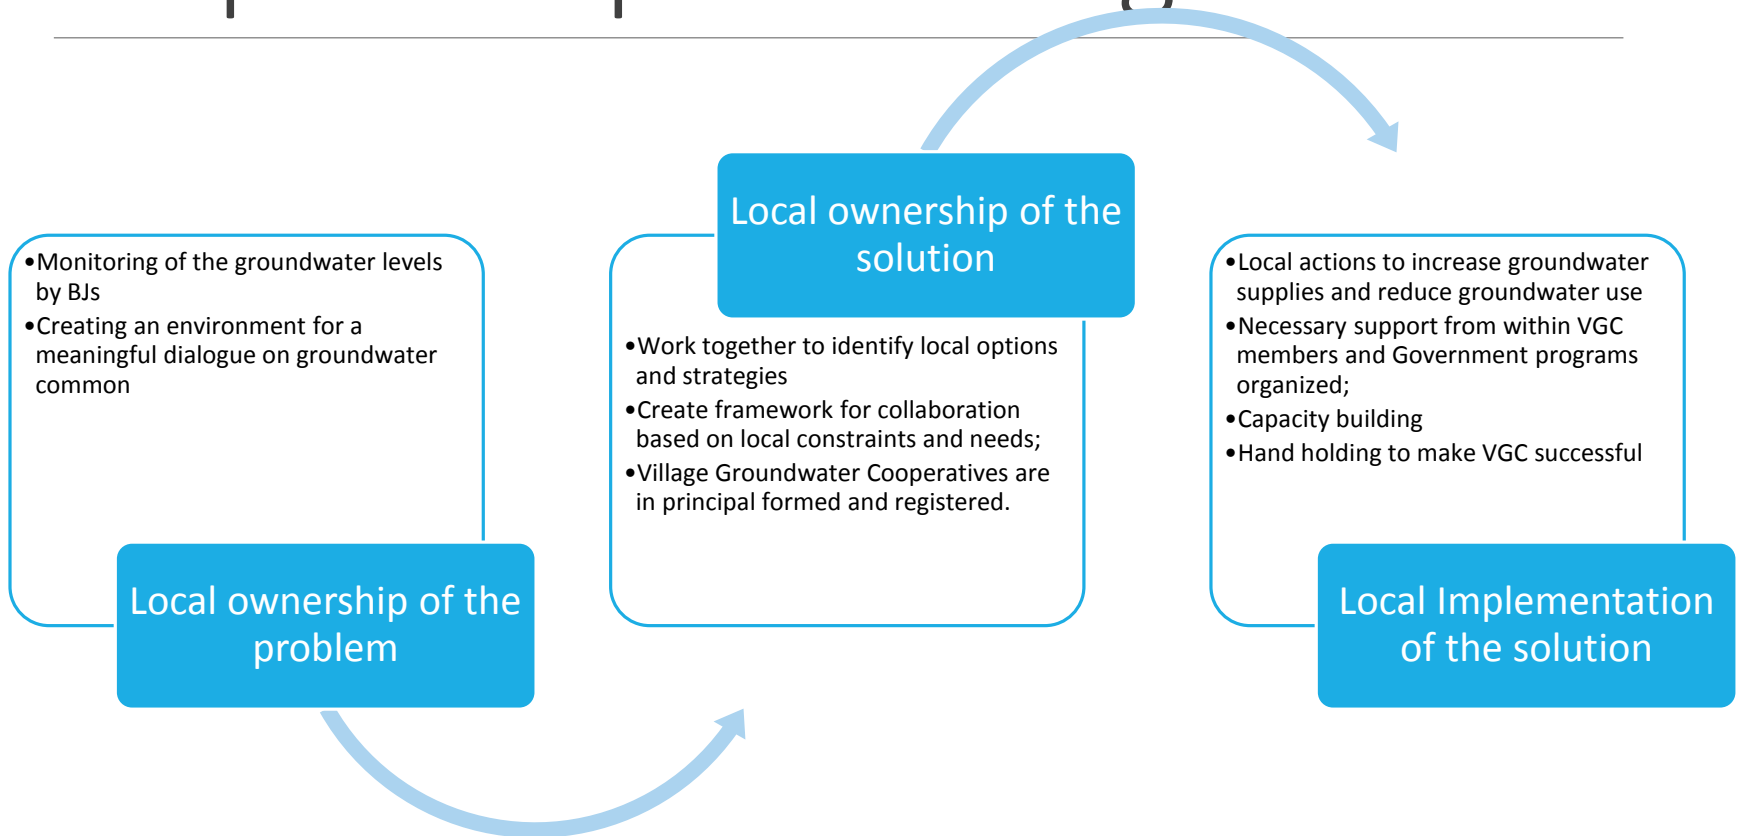 •Monitoring of the groundwater levels
by BJs
•Creating an environment for a
meaningful dialogue on groundwater
common
Local ownership of the
problem
Local ownership of the
solution
•Work together to identify local options
and strategies
•Create framework for collaboration
based on local constraints and needs;
•Village Groundwater Cooperatives are
in principal formed and registered.
•Local actions to increase groundwater
supplies and reduce groundwater use
•Necessary support from within VGC
members and Government programs
organized;
•Capacity building
•Hand holding to make VGC successful
Local Implementation
of the solution